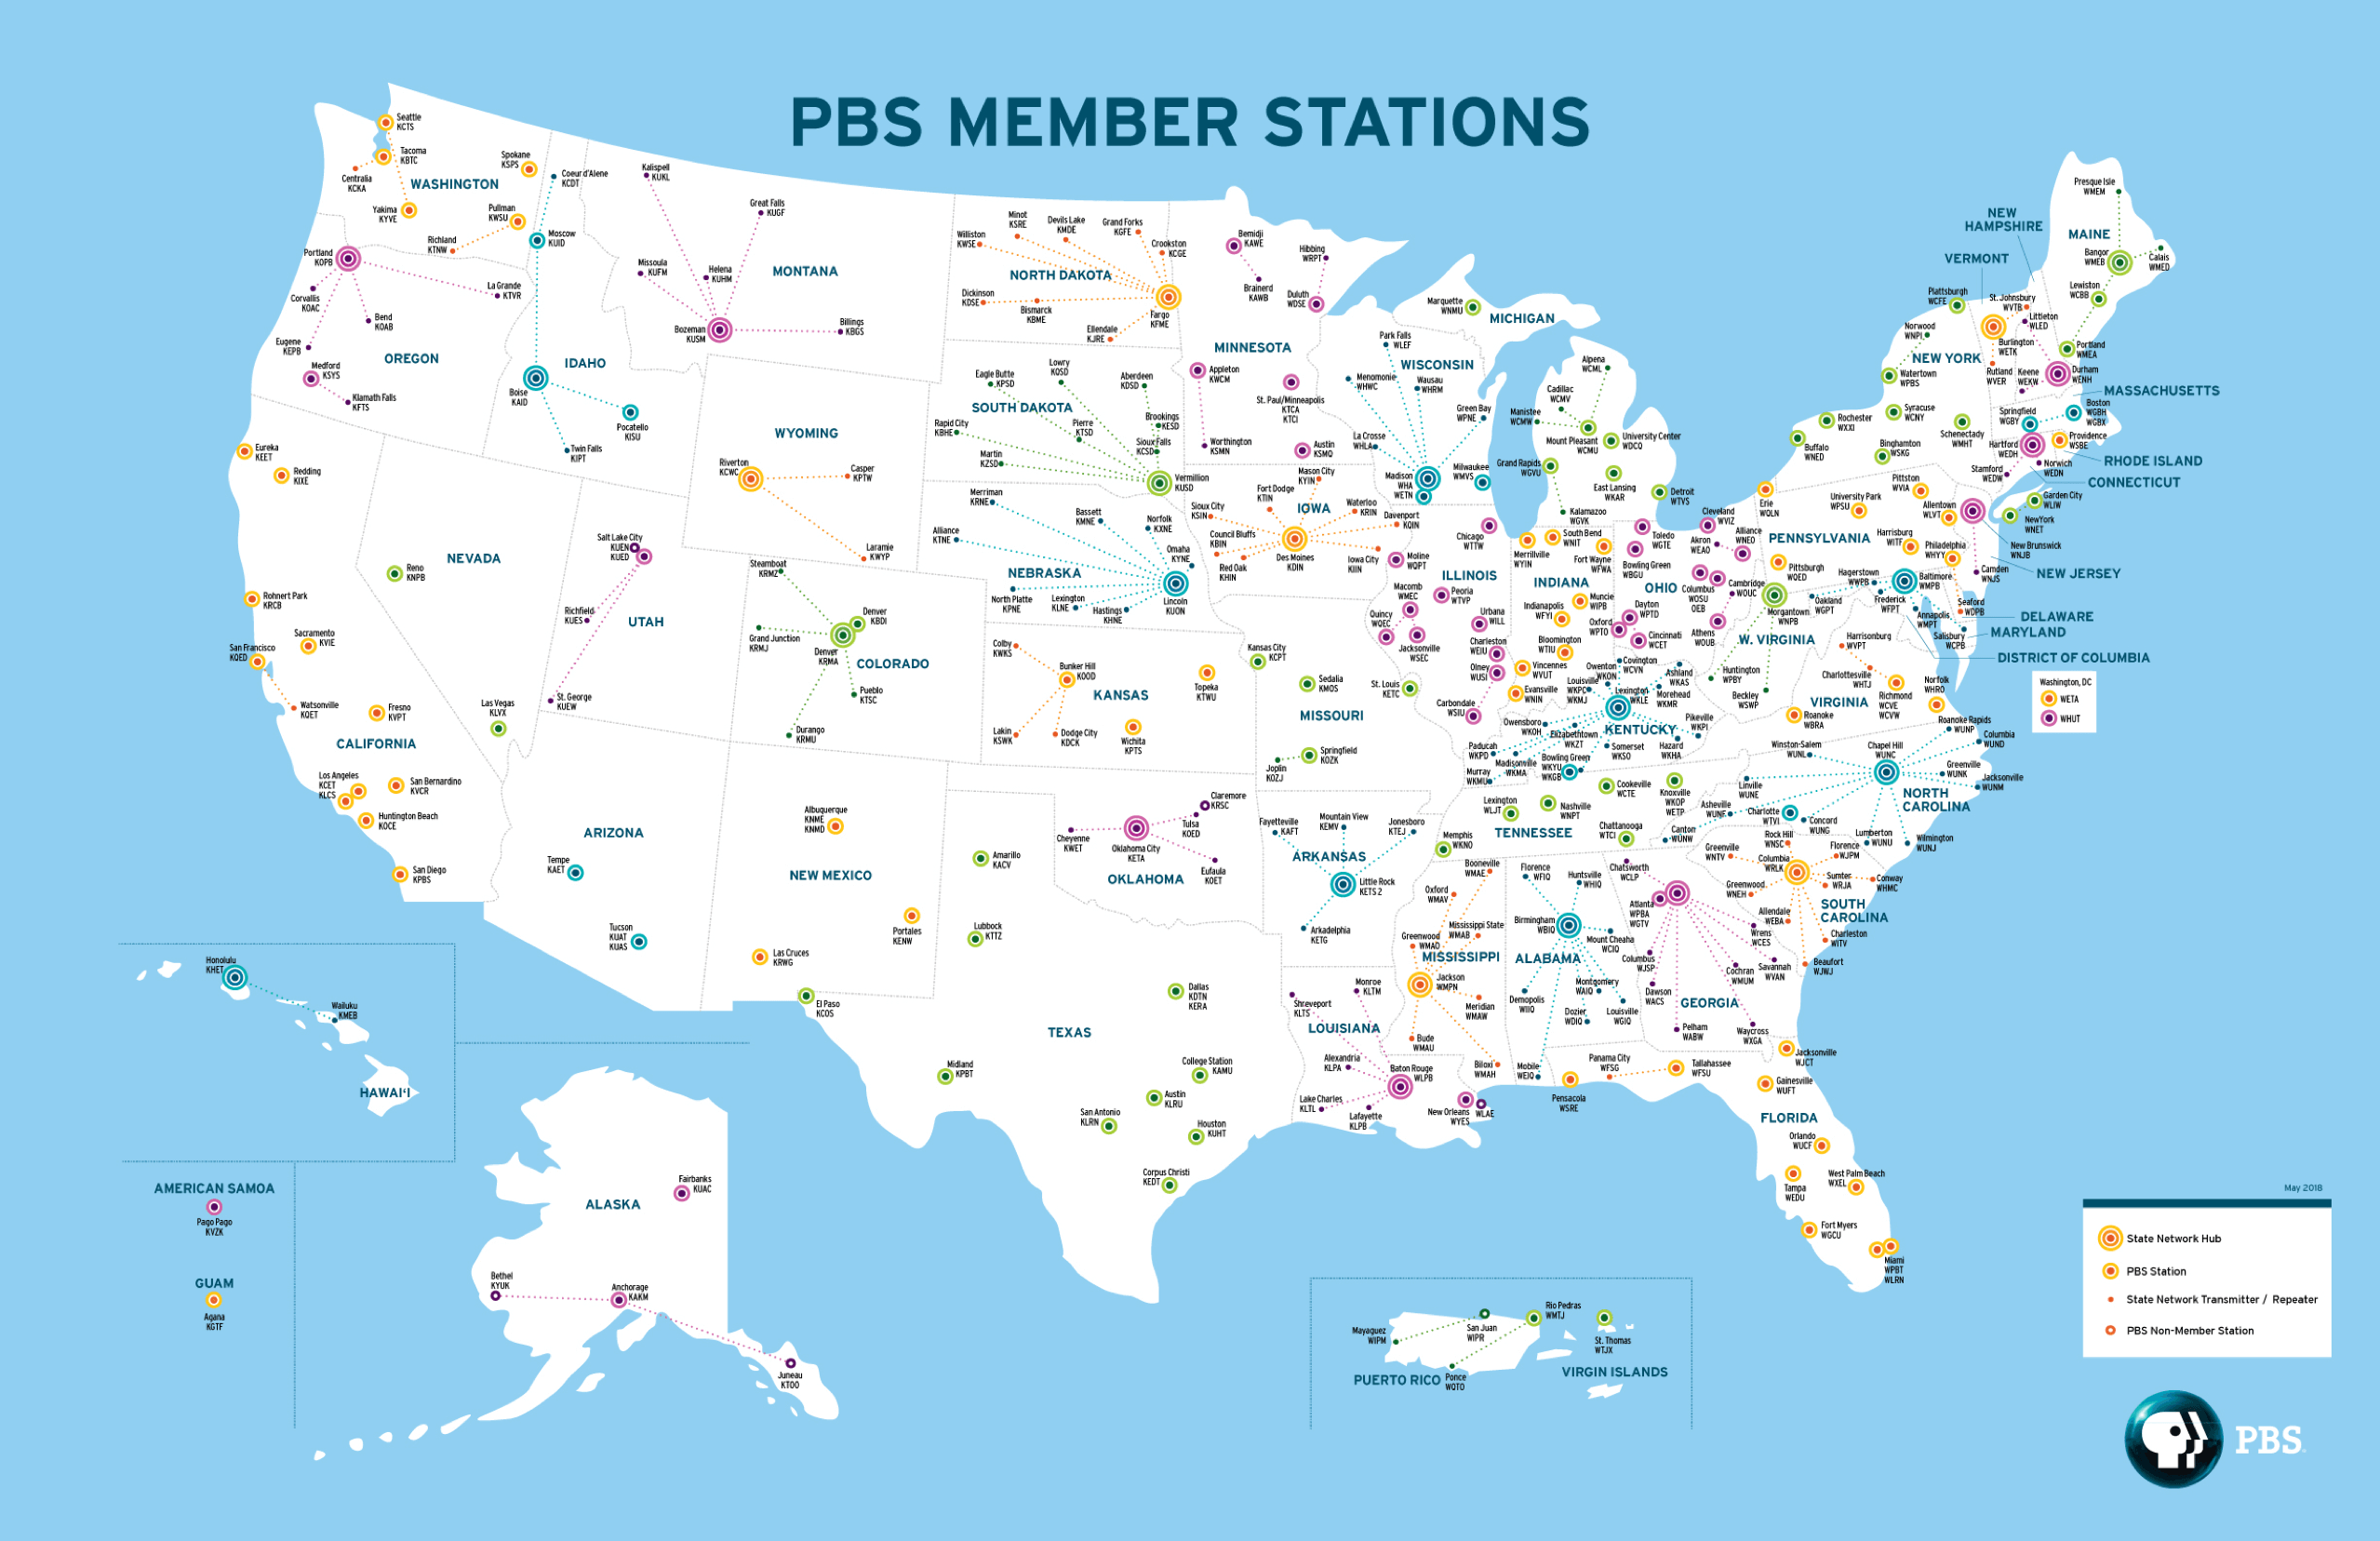 PBS MEMBER STATIONS
Seattle
KCTS
Tacoma
KBTC
Centralia
KCKA
WASHINGTON
Spokane
KSPS
Yakima
KYVE
Pullman
KWSU
Richland
KTNW
Coeur d'Alene
KCDT
Moscow
KUID
Portland
KOPB
Corvallis
KOAC
La Grande
KTVR
Bend
KOAB
Eugene
KEPB
OREGON
Medford
KSYS
Klamath Falls
KFTS
IDAHO
Boise
KAID
Pocatello
KISU
Twin Falls
KIPT
Kalispell
KUKL
Great Falls
KUGF
Missoula
KUFM
Helena
KUHM
MONTANA
Bozeman
KUSM
Billings
KBGS
WYOMING
Riverton
KCWC
Casper
KPTW
Laramie
KWYP
Eureka
KEET
Redding
KIXE
Rohnert Park
KRCB
Sacramento
KVIE
San Francisco
KQED
Watsonville
KQET
Fresno
KVPT
CALIFORNIA
Los Angeles
KCET
KLCS
San Bernardino
KVCR
Huntington Beach
KOCE
San Diego
KPBS
NEVADA
Reno
KNPB
Las Vegas
KLVX
Salt Lake City
KUEN
KUED
Richfield
KUES
UTAH
St. George
KUEW
Steamboat
KRMZ
Denver
KBDI
Grand Junction
KRMJ
Denver
KRMA
COLORADO
Pueblo
KTSC
Durango
KRMU
ARIZONA
Tempe
KAET
Tucson
KUAT
KUAS
Albuquerque
KNME
KNMD
NEW MEXICO
Portales
KENW
Las Cruces
KRWG
Williston
KWSE
Minot
KSRE
Devils Lake
KMDE
Grand Forks
KGFE
Crookston
KCGE
NORTH DAKOTA
Dickinson
KDSE
Bismarck
KBME
Ellendale
KJRE
Fargo
KFME
Eagle Butte
KPSD
Lowry
KQSD
Aberdeen
KDSD
SOUTH DAKOTA
Rapid City
KBHE
Pierre
KTSD
Brookings
KESD
Sioux Falls
KCSD
Martin
KZSD
Vermillion
KUSD
Merriman
KRNE
Bassett
KMNE
Norfolk
KXNE
Alliance
KTNE
Omaha
KYNE
NEBRASKA
North Platte
KPNE
Lexington
KLNE
Hastings
KHNE
Lincoln
KUON
Colby
KWKS
Bunker Hill
KOOD
KANSAS
Topeka
KTWU
Lakin
KSWK
Dodge City
KDCK
Wichita
KPTS
Claremore
KRSC
Tulsa
KOED
Cheyenne
KWET
Oklahoma City
KETA
Eufaula
KOET
OKLAHOMA
Amarillo
KACV
Lubbock
KTTZ
El Paso
KCOS
Dallas
KDTN
KERA
TEXAS
Midland
KPBT
College Station
KAMU
Austin
KLRU
San Antonio
KLRN
Houston
KUHT
Corpus Christi
KEDT
Bemidji
KAWE
Hibbing
WRPT
Brainerd
KAWB
Duluth
WDSE
MINNESOTA
Appleton
KWCM
St. Paul/Minneapolis
KTCA
KTCI
Worthington
KSMN
Austin
KSMQ
Sioux City
KSIN
Fort Dodge
KTIN
Mason City
KYIN
IOWA
Waterloo
KRIN
Davenport
KQIN
Council Bluffs
KBIN
Red Oak
KHIN
Des Moines
KDIN
Iowa City
KIIN
Kansas City
KCPT
Sedalia
KMOS
St. Louis
KETC
MISSOURI
Joplin
KOZJ
Springfield
KOZK
Fayetteville
KAFT
Mountain View
KEMV
Jonesboro
KTEJ
ARKANSAS
Little Rock
KETS 2
Arkadelphia
KETG
Shreveport
KLTS
Monroe
KLTM
LOUISIANA
Alexandria
KLPA
Baton Rouge
WLPB
Lake Charles
KLTL
Lafayette
KLPB
New Orleans
WYES
WLAE
Park Falls
WLEF
WISCONSIN
Menomonie
WHWC
Wausau
WHRM
Green Bay
WPNE
La Crosse
WHLA
Madison
WHA
WETN
Milwaukee
WMVS
Marquette
WNMU
MICHIGAN
Alpena
WCML
Cadillac
WCMV
Manistee
WCMW
Mount Pleasant
WCMU
University Center
WDCQ
Grand Rapids
WGVU
East Lansing
WKAR
Detroit
WTVS
Kalamazoo
WGVK
Chicago
WTTW
Moline
WQPT
Macomb
WMEC
ILLINOIS
Peoria
WTVP
Quincy
WQEC
Jacksonville
WSEC
Urbana
WILL
Charleston
WEIU
Olney
WUSI
Carbondale
WSIU
Merrillville
WYIN
South Bend
WNIT
Fort Wayne
WFWA
INDIANA
Muncie
WIPB
Indianapolis
WFYI
Bloomington
WTIU
Vincennes
WVUT
Evansville
WNIN
Toledo
WGTE
Bowling Green
WBGU
Cleveland
WVIZ
Akron
WEAO
Alliance
WNEO
OHIO
Columbus
WOSU
OEB
Cambridge
WOUC
Dayton
WPTD
Oxford
WPTO
Cincinnati
WCET
Athens
WOUB
Covington
WCVN
Owenton
WKON
Ashland
WKAS
Louisville
WKPC
WKMJ
Lexington
WKLE
Morehead
WKMR
Owensboro
WKOH
Elizabethtown
WKZT
KENTUCKY
Pikeville
WKPI
Paducah
WKPD
Madisonville
WKMA
Bowling Green
WKYU
WKGB
Somerset
WKSO
Hazard
WKHA
Murray
WKMU
Lexington
WLJT
Nashville
WNPT
Cookeville
WCTE
Knoxville
WKOP
WETP
TENNESSEE
Memphis
WKNO
Chattanooga
WTCI
Booneville
WMAE
Oxford
WMAV
Mississippi State
WMAB
Greenwood
WMAO
MISSISSIPPI
Jackson
WMPN
Meridian
WMAW
Bude
WMAU
Biloxi
WMAH
Florence
WFIQ
Huntsville
WHIQ
Birmingham
WBIQ
Mount Cheaha
WCIQ
ALABAMA
Demopolis
WIIQ
Montgomery
WAIQ
Dozier
WDIQ
Louisville
WGIQ
Mobile
WEIQ
Chatsworth
WCLP
Atlanta
WPBA
WGTV
Wrens
WCES
Columbus
WJSP
Cochran
WMUM
Savannah
WVAN
Dawson
WACS
GEORGIA
Pelham
WABW
Waycross
WXGA
Pensacola
WSRE
Panama City
WFSG
Tallahassee
WFSU
Jacksonville
WJCT
Gainesville
WUFT
FLORIDA
Orlando
WUCF
Tampa
WEDU
West Palm Beach
WXEL
Fort Myers
WGCU
Miami
WPBT
WLRN
Rock Hill
WNSC
Greenville
WNTV
Columbia
WRLK
Florence
WJPM
Greenwood
WNEH
Sumter
WRJA
Conway
WHMC
Allendale
WEBA
SOUTH
CAROLINA
Charleston
WITV
Beaufort
WJWJ
Winston-Salem
WUNL
Chapel Hill
WUNC
Roanoke Rapids
WUNP
Columbia
WUND
Greenville
WUNK
Jacksonville
WUNM
Linville
WUNE
Asheville
WUNF
Charlotte
WTVI
Concord
WUNG
NORTH
CAROLINA
Canton
WUNW
Lumberton
WUNU
Wilmington
WUNJ
Harrisonburg
WVPT
Charlottesville
WHTJ
Richmond
WCVE
WCVW
Norfolk
WHRO
VIRGINIA
Roanoke
WBRA
Morgantown
WNPB
W. VIRGINIA
Huntington
WPBY
Beckley
WSWP
Erie
WQLN
University Park
WPSU
Pittston
WVIA
Allentown
WLVT
PENNSYLVANIA
Harrisburg
WITF
Philadelphia
WHYY
Pittsburgh
WQED
Hagerstown
WWPB
Baltimore
WMPB
Oakland
WGPT
Frederick
WFPT
Annapolis
WMPT
Salisbury
WCPB
Seaford
WDPB
DELAWARE
MARYLAND
DISTRICT OF COLUMBIA
Washington, DC
WETA
WHUT
New Brunswick
WNJB
Camden
WNJS
NEW JERSEY
Plattsburgh
WCFE
Norwood
WNPI
NEW YORK
Watertown
WPBS
Rochester
WXXI
Syracuse
WCNY
Buffalo
WNED
Binghamton
WSKG
Schenectady
WMHT
Garden City
WLIW
NewYork
WNET
VERMONT
St. Johnsbury
WVTB
Burlington
WETK
Rutland
WVER
NEW
HAMPSHIRE
Littleton
WLED
Keene
WEKW
Durham
WENH
MAINE
Presque Isle
WMEM
Bangor
WMEB
Calais
WMED
Lewiston
WCBB
Portland
WMEA
MASSACHUSETTS
Springfield
WGBY
Boston
WGBH
WGBX
Providence
WSBE
RHODE ISLAND
Hartford
WEDH
Stamford
WEDW
Norwich
WEDN
CONNECTICUT
Honolulu
KHET
Wailuku
KMEB
HAWAI‘I
AMERICAN SAMOA
Pago Pago
KVZK
GUAM
Agana
KGTF
ALASKA
Fairbanks
KUAC
Bethel
KYUK
Anchorage
KAKM
Juneau
KTOO
Mayaguez
WIPM
San Juan
WIPR
Rio Pedras
WMTJ
Ponce
WQTO
PUERTO RICO
St. Thomas
WTJX
VIRGIN ISLANDS
May 2018
State Network Hub
PBS Station
State Network Transmitter / Repeater
PBS Non-Member Station
PBS